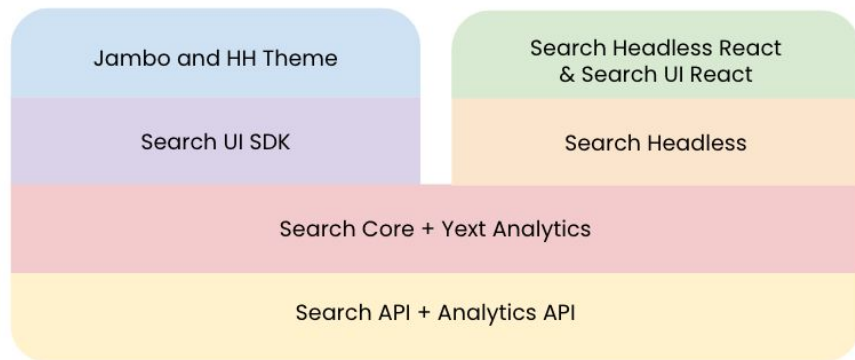 Jambo and HH Theme
Search Headless React
& Search UI React
Search UI SDK
Search Headless
Search Core + Yext Analytics
Search API + Analytics API